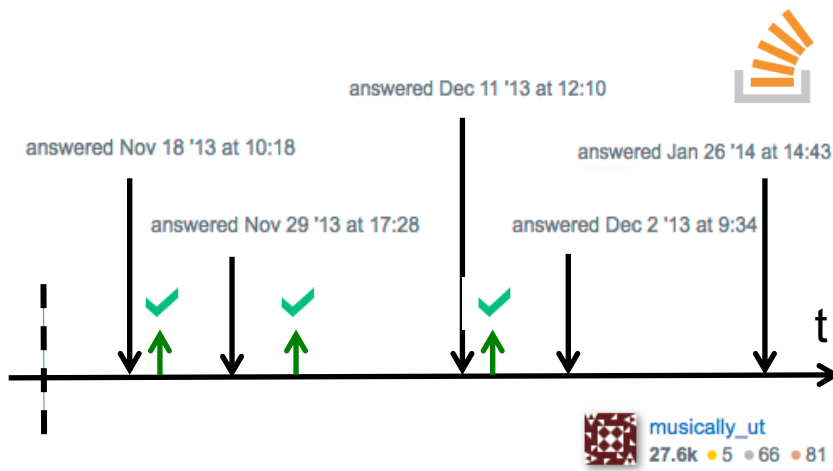 answered Dec 11 '13 at 12:10
answered Nov 18 '13 at 10:18
answered Jan 26 '14 at 14:43
answered Nov 29 '13 at 17:28
answered Dec 2 '13 at 9:34
t
musically_ut
27.6k 5 66 81